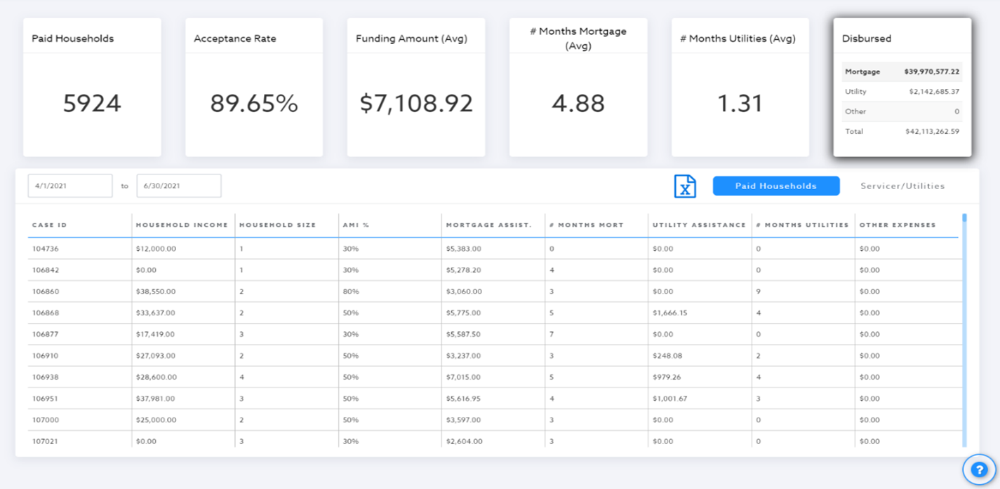 Paid Households
5924
Acceptance Rate
89.65%
Funding Amount (Avg)
$7,108.92
# Months Mortgage
(Avg)
4.88
# Months Utilities (Avg)
1.31
Disbursed
Mortgage $39,970,577.22
Utility $2,142,685.37
Other 0
Total $42,113,262.59
4/1/2021 to 6/30/2021 X Paid Households Servicer/Utilities
CASE ID HOUSEHOLD INCOME HOUSEHOLD SIZE AMI % MORTGAGE ASSIST. # MONTHS MORT UTILITY ASSISTANCE # MONTHS UTILITIES OTHER EXPENSES
104736 $12,000.00 1 30% $5,383.00 0 $0.00 0 $0.00
106842 $0.00 1 30% $5,278.20 4 $0.00 0 $0.00
106860 $38,550.00 2 80% $3,060.00 3 $0.00 9 $0.00
106868 $33,637.00 2 50% $5,775.00 5 $1,666.15 4 $0.00
106877 $17,419.00 3 30% $5,587.50 7 $0.00 0 $0.00
106910 $27,093.00 2 50% $3,237.00 3 $248.08 2 $0.00
106938 $28,600.00 4 50% $7,015.00 5 $979.26 4 $0.00
106951 $37,981.00 3 50% $5,616.95 4 $1,001.67 3 $0.00
107000 $25,000.00 2 50% $3,597.00 3 $0.00 0 $0.00
107021 $0.00 3 30% $2,604.00 3 $0.00 0 $0.00
?